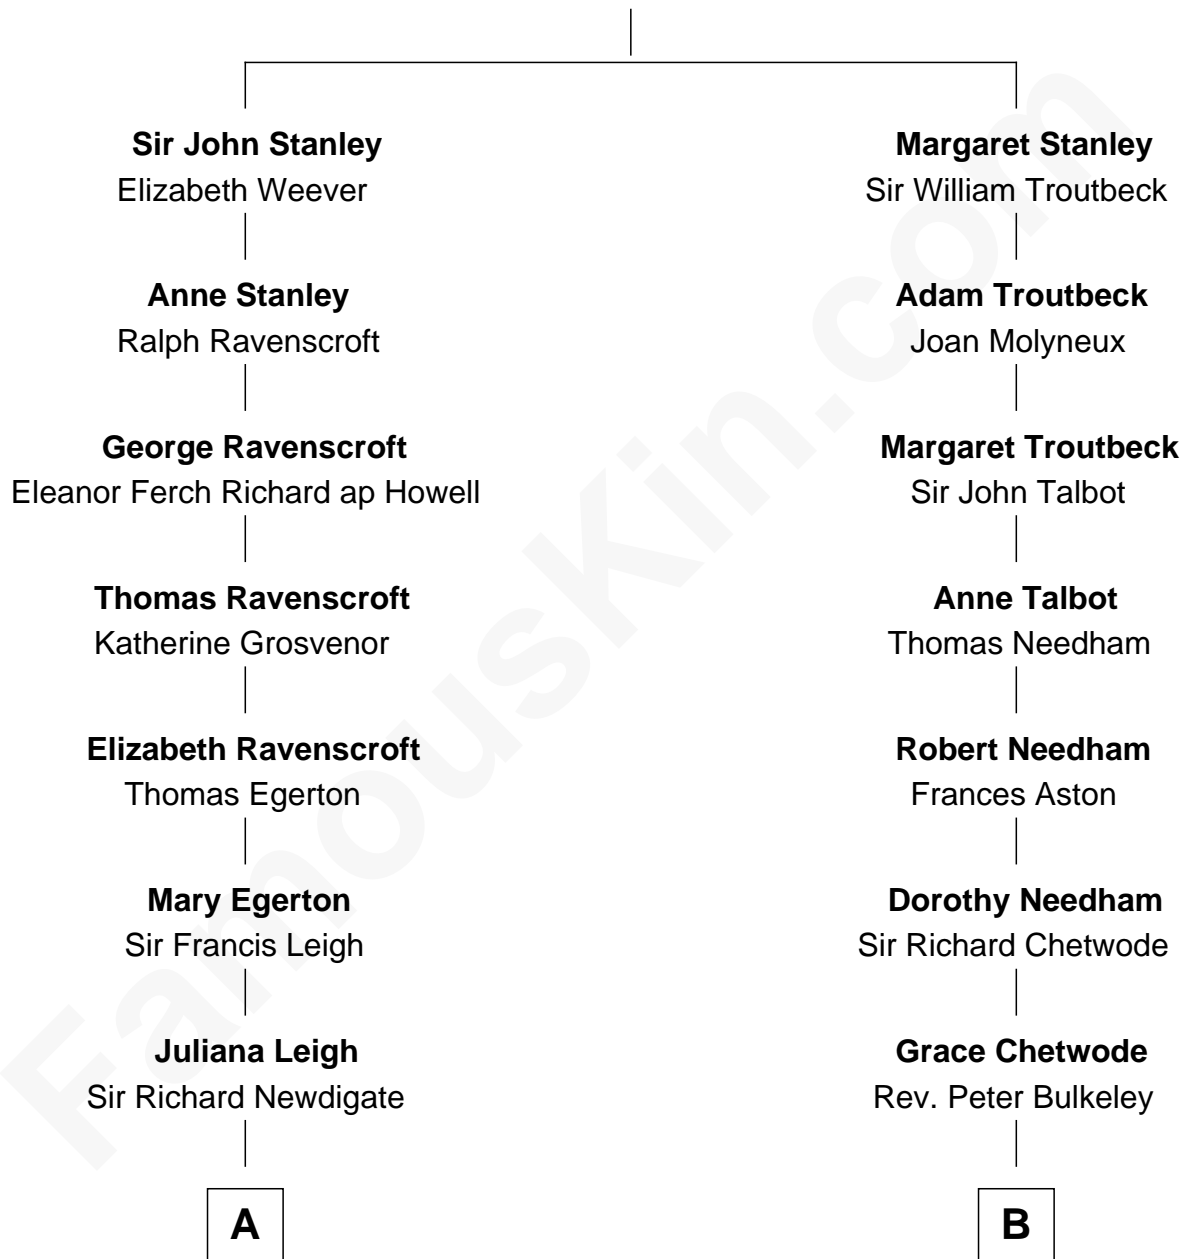 Sir John Stanley
Elizabeth Weever
Anne Stanley
Ralph Ravenscroft
George Ravenscroft
Eleanor Ferch Richard ap Howell
Thomas Ravenscroft
Katherine Grosvenor
Elizabeth Ravenscroft
Thomas Egerton
Mary Egerton
Sir Francis Leigh
Juliana Leigh
Sir Richard Newdigate
A
Margaret Stanley
Sir William Troutbeck
Adam Troutbeck
Joan Molyneux
Margaret Troutbeck
Sir John Talbot
Anne Talbot
Thomas Needham
Robert Needham
Frances Aston
Dorothy Needham
Sir Richard Chetwode
Grace Chetwode
Rev. Peter Bulkeley
B
FamousKin.com